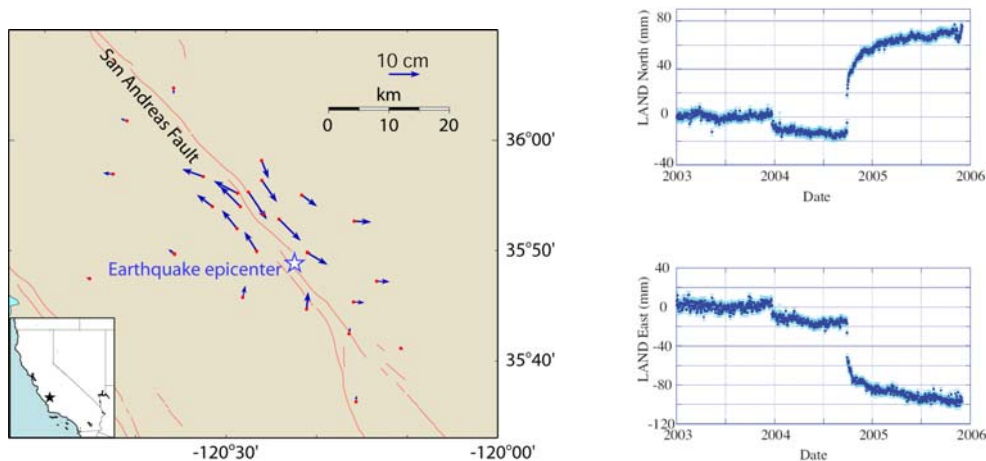 San Andreas Fault
10 cm
km
0 10 20
Earthquake epicenter
36°00'
35°50'
35°40'
-120°30'
-120°00'
LAND North (mm)
80
40
0
-40
2003 2004 2005 2006
Date
LAND East (mm)
40
0
-40
-80
-120
2003 2004 2005 2006
Date